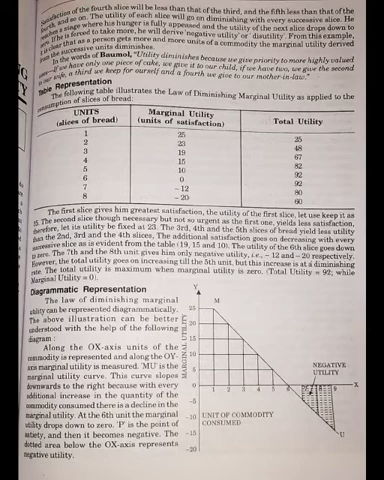 satisfaction of the fourth slice will be less than that of the third, and the fifth less than that of the
and so on. The utility of each slice will go on diminishing with every successive slice. He
a stage where his hunger is fully appeased and the utility of the next slice drops down to
If he is forced to take more, he will derive 'negative utility' or 'disutility'. From this example,
clear that as a person gets more and more units of a commodity the marginal utility derived
the successive units diminishes.
In the words of Baumol, "Utility diminishes because we give priority to more highly valued
if we have only one piece of cake, we give it to our child, if we have two, we give the second
our wife, a third we keep for ourself and a fourth we give to our mother-in-law."
Table Representation
The following table illustrates the Law of Diminishing Marginal Utility as applied to the
consumption of slices of bread:
UNITS (slices of bread) Marginal Utility (units of satisfaction) Total Utility
1 25 25
2 23 48
3 19 67
4 15 82
5 10 92
6 0 92
7 –12 80
8 –20 60
The first slice gives him greatest satisfaction, the utility of the first slice, let use keep it as
25. The second slice though necessary but not so urgent as the first one, yields less satisfaction,
therefore, let its utility be fixed at 23. The 3rd, 4th and the 5th slices of bread yield less utility
than the 2nd, 3rd and the 4th slices. The additional satisfaction goes on decreasing with every
successive slice as is evident from the table (19, 15 and 10). The utility of the 6th slice goes down
to zero. The 7th and the 8th unit gives him only negative utility, i.e., – 12 and – 20 respectively.
However, the total utility goes on increasing till the 5th unit, but this increase is at a diminishing
rate. The total utility is maximum when marginal utility is zero. (Total Utility = 92; while
Marginal Utility = 0).
Diagrammatic Representation
The law of diminishing marginal
utility can be represented diagrammatically.
The above illustration can be better
understood with the help of the following
diagram :
Along the OX-axis units of the
commodity is represented and along the OY-
axis marginal utility is measured. 'MU' is the
marginal utility curve. This curve slopes
downwards to the right because with every
additional increase in the quantity of the
commodity consumed there is a decline in the
marginal utility. At the 6th unit the marginal
utility drops down to zero. 'P' is the point of
satiety, and then it becomes negative. The
dotted area below the OX-axis represents
negative utility.
Y
M
25
20
15
10
5
0
–5
–10
–15
–20
MARGINAL UTILITY
1 2 3 4 5 9
X
NEGATIVE
UTILITY
UNIT OF COMMODITY
CONSUMED
U